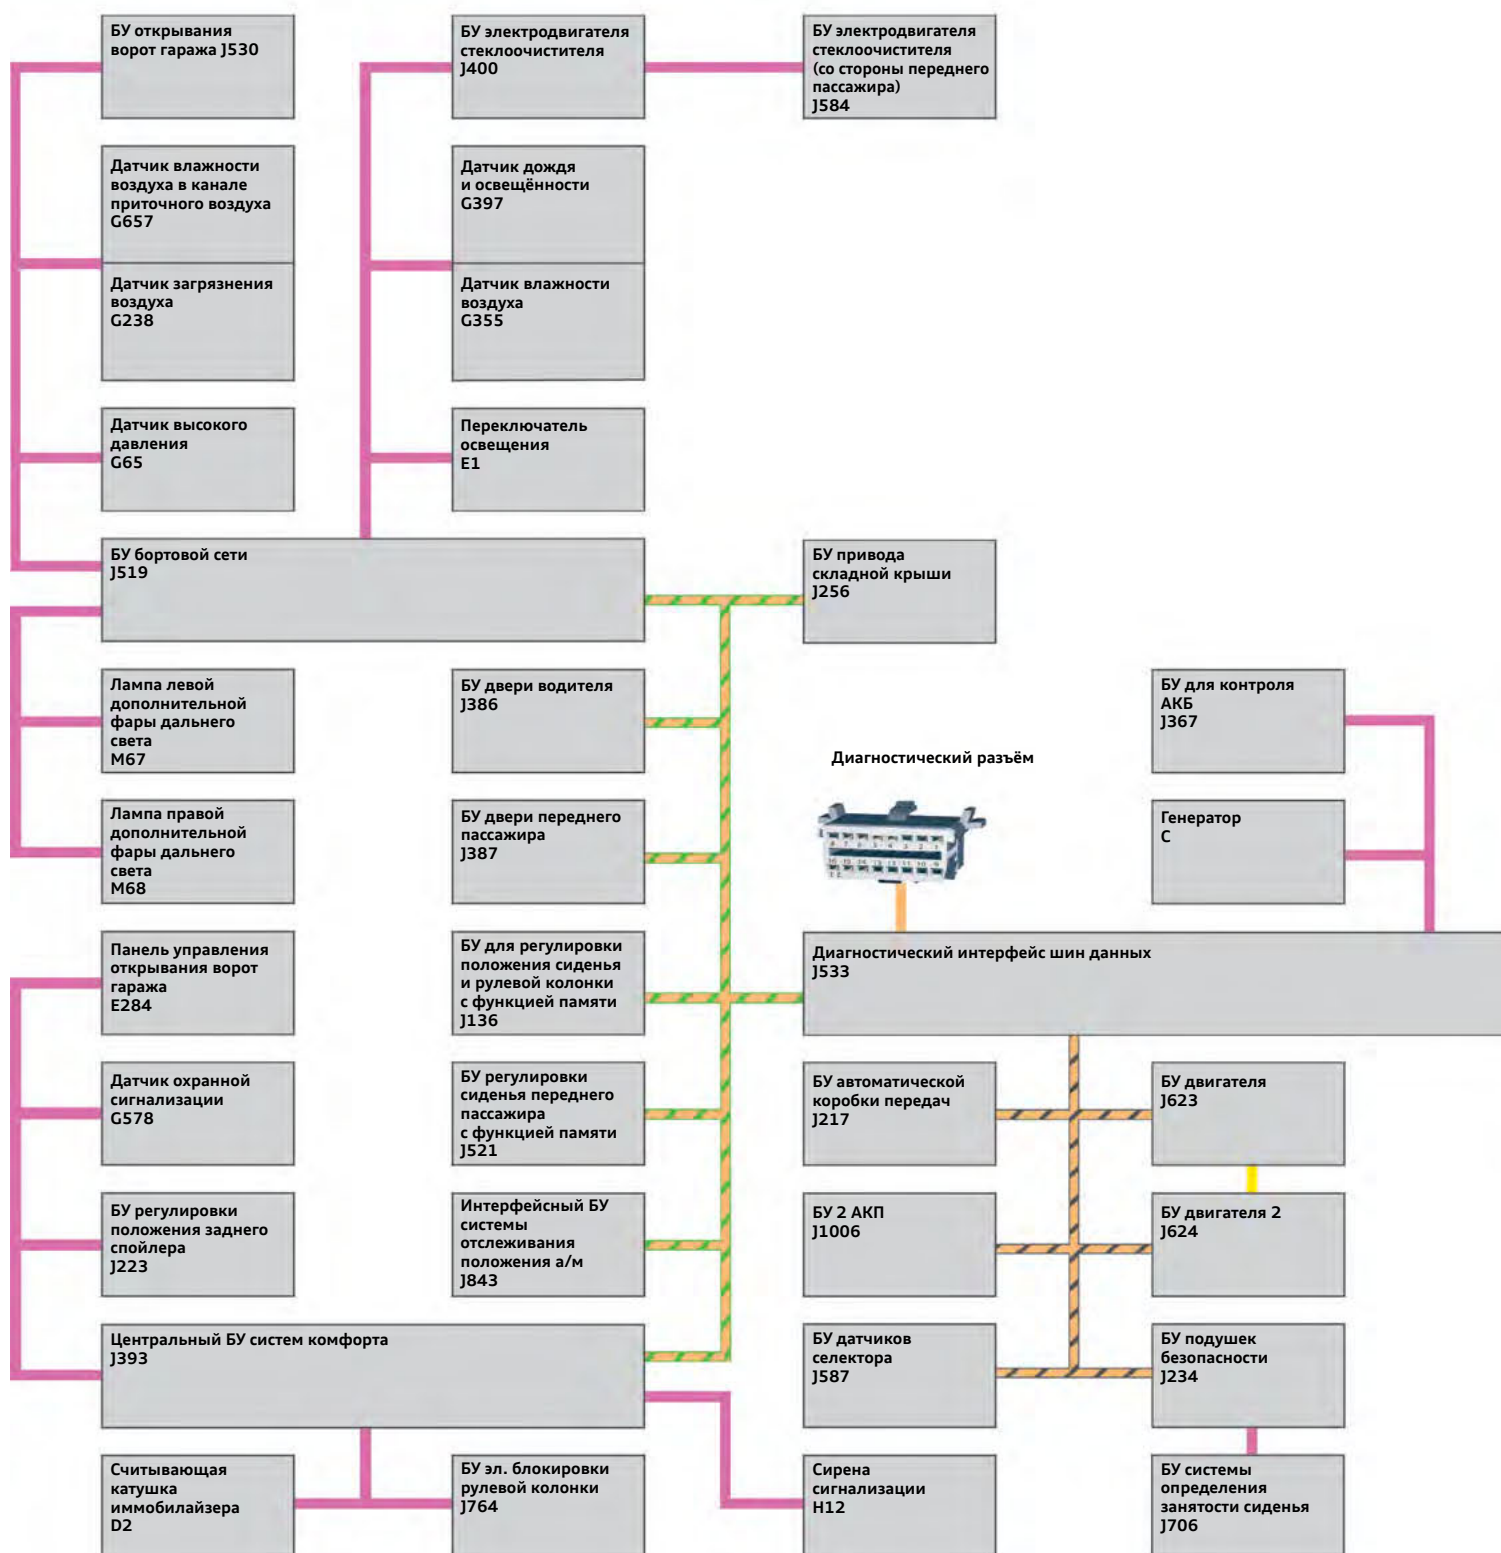 БУ открывания
ворот гаража J530
БУ электродвигателя
стеклоочистителя
J400
БУ электродвигателя
стеклоочистителя
(со стороны переднего
пассажира)
J584
Датчик влажности
воздуха в канале
приточного воздуха
G657
Датчик дождя
и освещённости
G397
Датчик загрязнения
воздуха
G238
Датчик влажности
воздуха
G355
Датчик высокого
давления
G65
Переключатель
освещения
E1
БУ бортовой сети
J519
БУ привода
складной крыши
J256
Лампа левой
дополнительной
фары дальнего
света
M67
БУ двери водителя
J386
БУ для контроля
АКБ
J367
Диагностический разъём
Лампа правой
дополнительной
фары дальнего
света
M68
БУ двери переднего
пассажира
J387
Генератор
C
Панель управления
открывания ворот
гаража
E284
БУ для регулировки
положения сиденья
и рулевой колонки
с функцией памяти
J136
Диагностический интерфейс шин данных
J533
Датчик охранной
сигнализации
G578
БУ регулировки
сиденья переднего
пассажира
с функцией памяти
J521
БУ автоматической
коробки передач
J217
БУ двигателя
J623
БУ регулировки
положения заднего
спойлера
J223
Интерфейсный БУ
системы
отслеживания
положения а/м
J843
БУ 2 АКП
J1006
БУ двигателя 2
J624
Центральный БУ систем комфорта
J393
БУ датчиков
селектора
J587
БУ подушек
безопасности
J234
Считывающая
катушка
иммобилайзера
D2
БУ эл. блокировки
рулевой колонки
J764
Сирена
сигнализации
H12
БУ системы
определения
занятости сиденья
J706